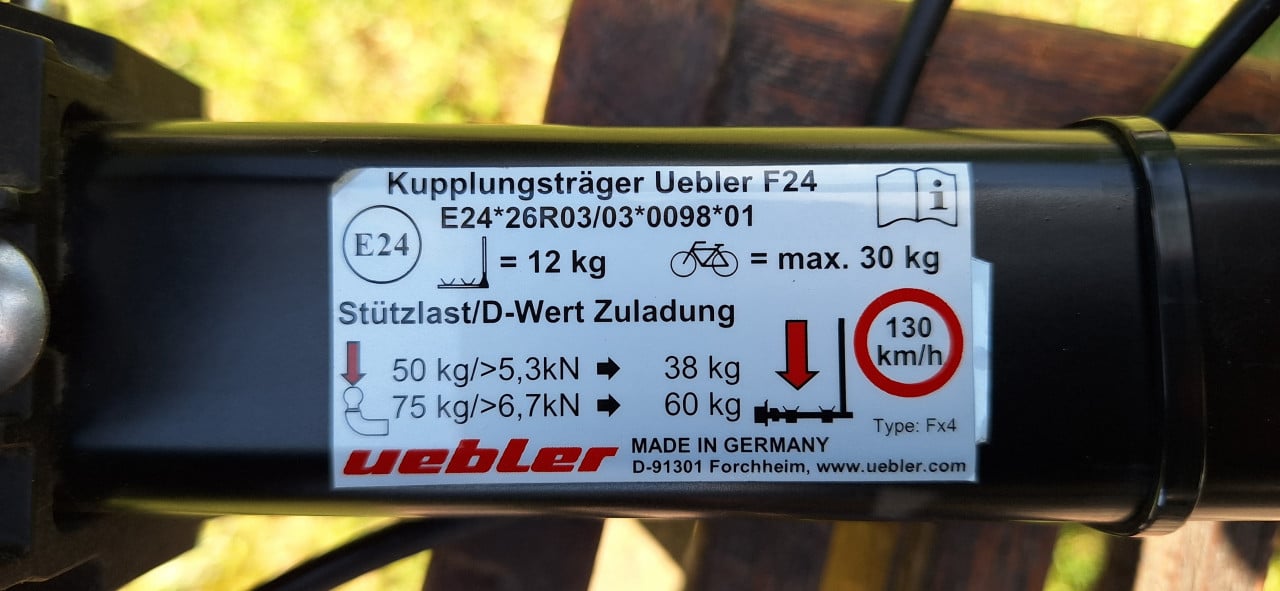 Kupplungsträger Uebler F24
i
E24*26R03/03*0098*01
E24
= 12 kg = max. 30 kg
Stützlast/D-Wert Zuladung
130
km/h
50 kg/>5,3kN 38 kg
75 kg/>6,7kN 60 kg
Type: Fx4
uebler MADE IN GERMANY
D-91301 Forchheim, www.uebler.com